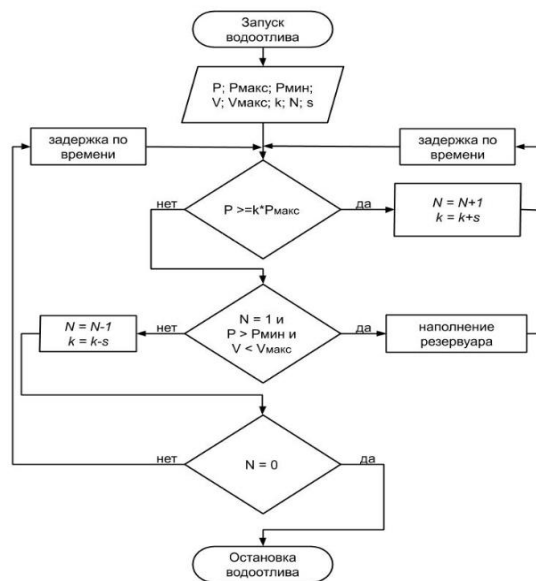 Запуск
водоотлива
P; Pмакс; Pмин;
V; Vмакс; k; N; s
задержка по
времени
задержка по
времени
нет
P >=k*Pмакс
да
N = N+1
k = k+s
N = N-1
k = k-s
нет
N = 1 и
P > Pмин и
V < Vмакс
да
наполнение
резервуара
нет
N = 0
да
Остановка
водоотлива